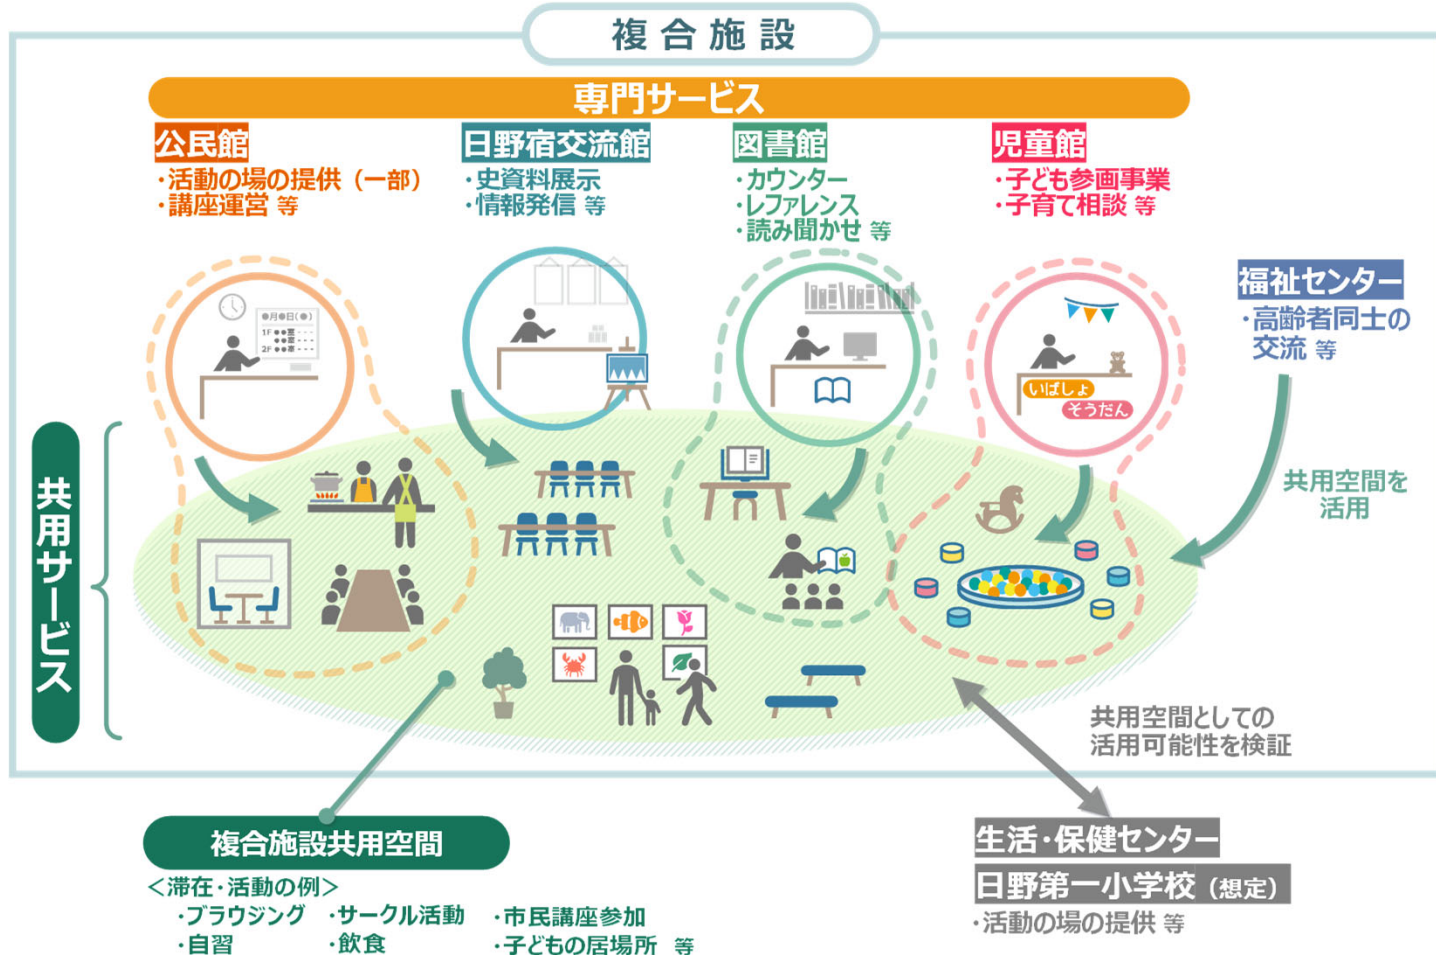 複合施設
専門サービス
公民館
・活動の場の提供（一部）
・講座運営 等
日野宿交流館
・史資料展示
・情報発信 等
図書館
・カウンター
・レファレンス
・読み聞かせ 等
児童館
・子ども参画事業
・子育て相談 等
福祉センター
・高齢者同士の
交流 等
●月●日(●)
1F ●●室 ---
●●室 ---
2F ●●室 ---
いばしょ
そうだん
共用サービス
共用空間を
活用
共用空間としての
活用可能性を検証
複合施設共用空間
＜滞在・活動の例＞
・ブラウジング ・サークル活動 ・市民講座参加
・自習 ・飲食 ・子どもの居場所 等
生活・保健センター
日野第一小学校（想定）
・活動の場の提供 等